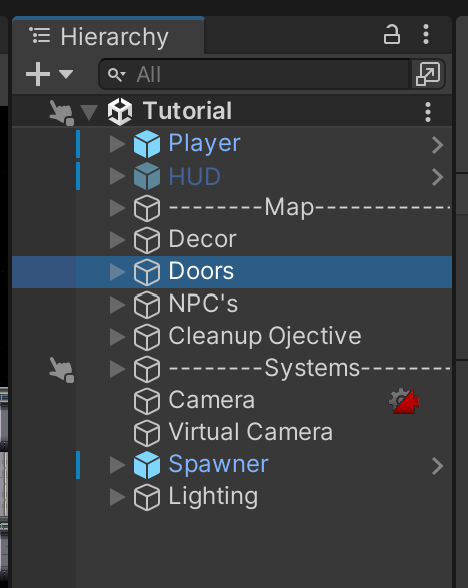 Hierarchy
All
Tutorial
Player
HUD
--------Map------------
Decor
Doors
NPC's
Cleanup Ojective
--------Systems--------
Camera
Virtual Camera
Spawner
Lighting